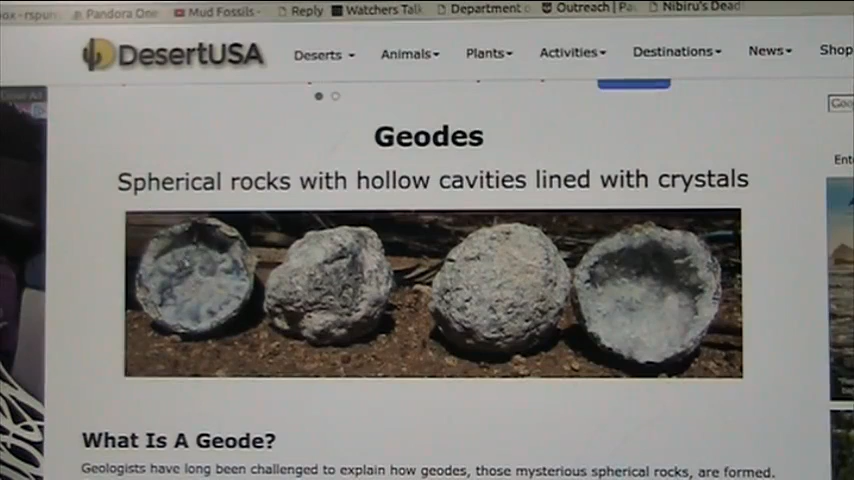 Pandora One Mud Fossils - Reply Watchers Talk Department Outreach | Nibiru's Dead
DesertUSA Deserts Animals Plants Activities Destinations News Shop
Geodes
Spherical rocks with hollow cavities lined with crystals
What Is A Geode?
Geologists have long been challenged to explain how geodes, those mysterious spherical rocks, are formed.